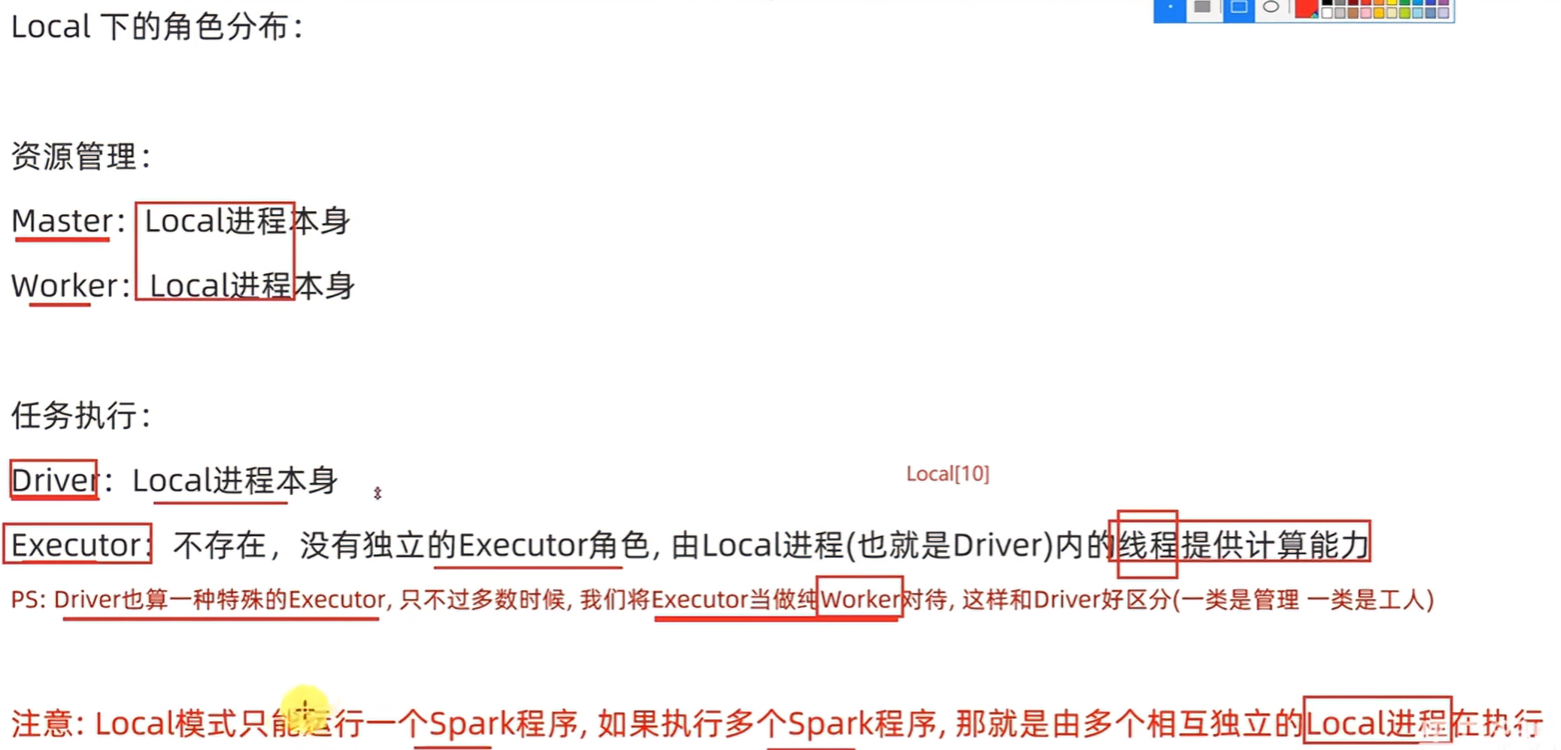 Local 下的角色分布：
资源管理：
Master： Local进程本身
Worker： Local进程本身
任务执行：
Driver： Local进程本身
Local[10]
Executor： 不存在，没有独立的Executor角色, 由Local进程(也就是Driver)内的线程提供计算能力
PS: Driver也算一种特殊的Executor, 只不过多数时候, 我们将Executor当做纯Worker对待, 这样和Driver好区分(一类是管理 一类是工人)
注意: Local模式只能运行一个Spark程序, 如果执行多个Spark程序, 那就是由多个相互独立的Local进程在执行